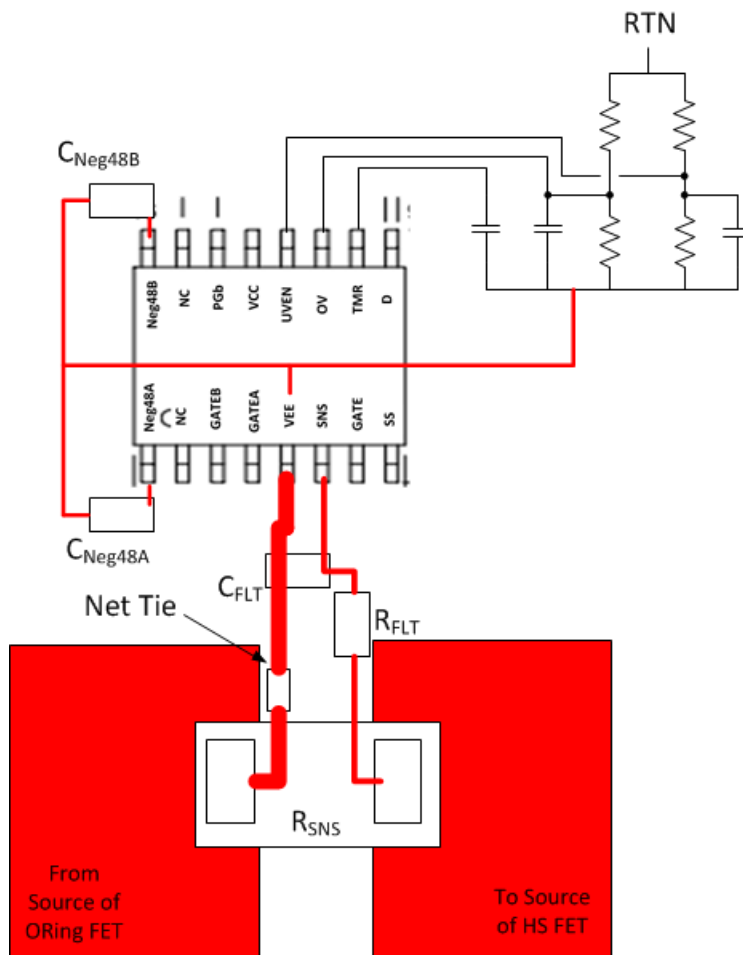 RTN
CNeg48B
Neg48B
NC
PGb
VCC
UVEN
OV
TMR
D
Neg48A
NC
GATEB
GATEA
VEE
SNS
GATE
SS
CNeg48A
CFLT
Net Tie
RFLT
RSNS
From
Source of
ORing FET
To Source
of HS FET